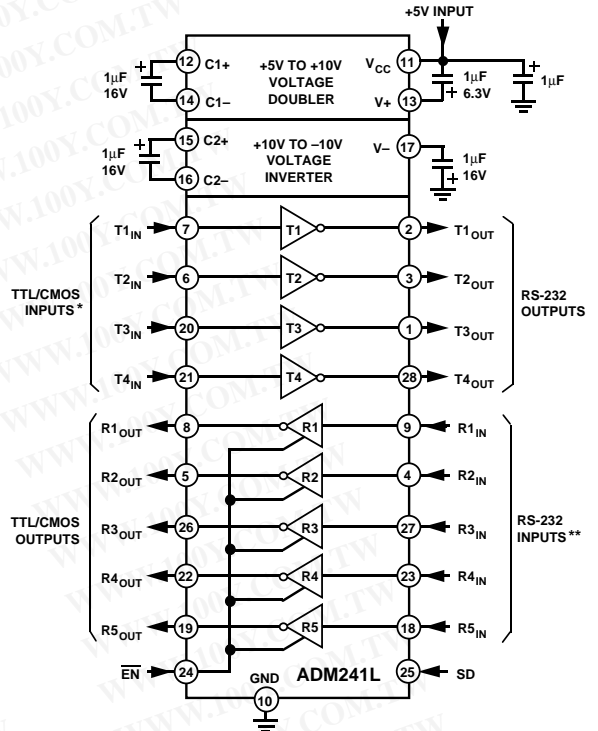 +5V INPUT
12 C1+
+5V TO +10V
VOLTAGE
DOUBLER
VCC 11
1μF
16V
14 C1–
V+ 13
1μF
6.3V
1μF
15 C2+
+10V TO –10V
VOLTAGE
INVERTER
V– 17
1μF
16V
16 C2–
1μF
16V
T1IN 7 T1 2 T1OUT
T2IN 6 T2 3 T2OUT
TTL/CMOS
INPUTS*
RS-232
OUTPUTS
T3IN 20 T3 1 T3OUT
T4IN 21 T4 28 T4OUT
R1OUT 8 R1 9 R1IN
R2OUT 5 R2 4 R2IN
TTL/CMOS
OUTPUTS
RS-232
INPUTS**
R3OUT 26 R3 27 R3IN
R4OUT 22 R4 23 R4IN
R5OUT 19 R5 18 R5IN
EN 24
GND
10
ADM241L
25 SD
WWW.100Y.COM.TW